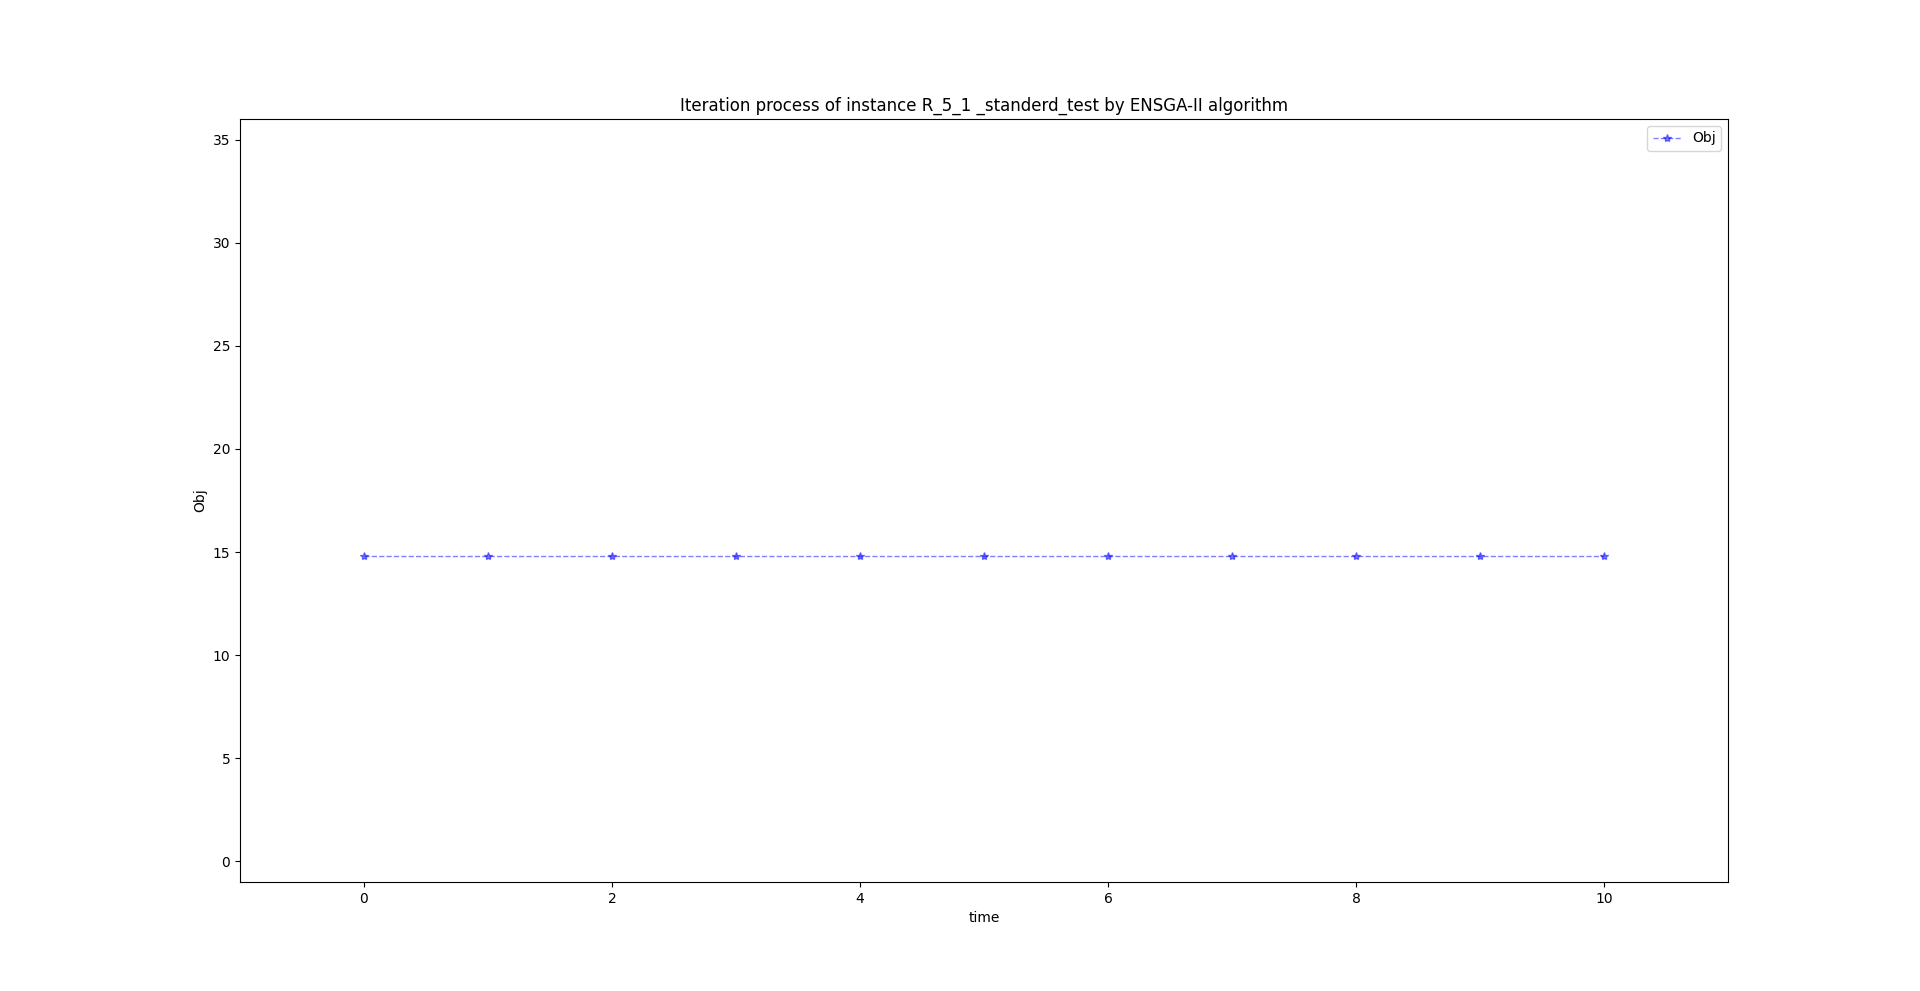 Iteration process of instance R_5_1 _standerd_test by ENSGA-II algorithm
Obj
35
30
25
20
15
10
5
0
Obj
0 2 4 6 8 10
time